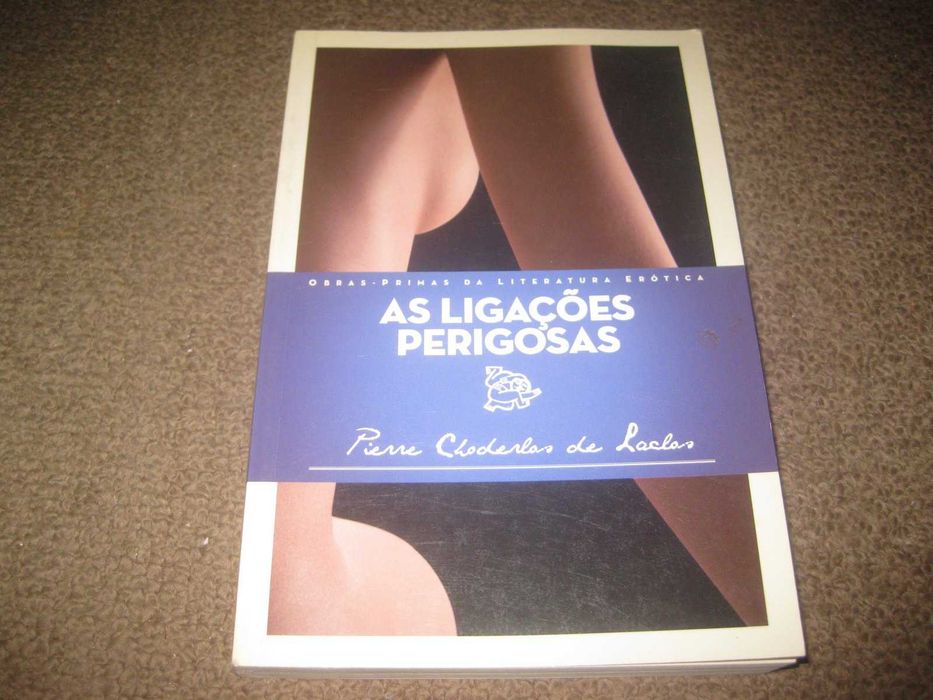 OBRAS-PRIMAS DA LITERATURA ERÓTICA
AS LIGAÇÕES
PERIGOSAS
Pierre Choderlos de Laclos